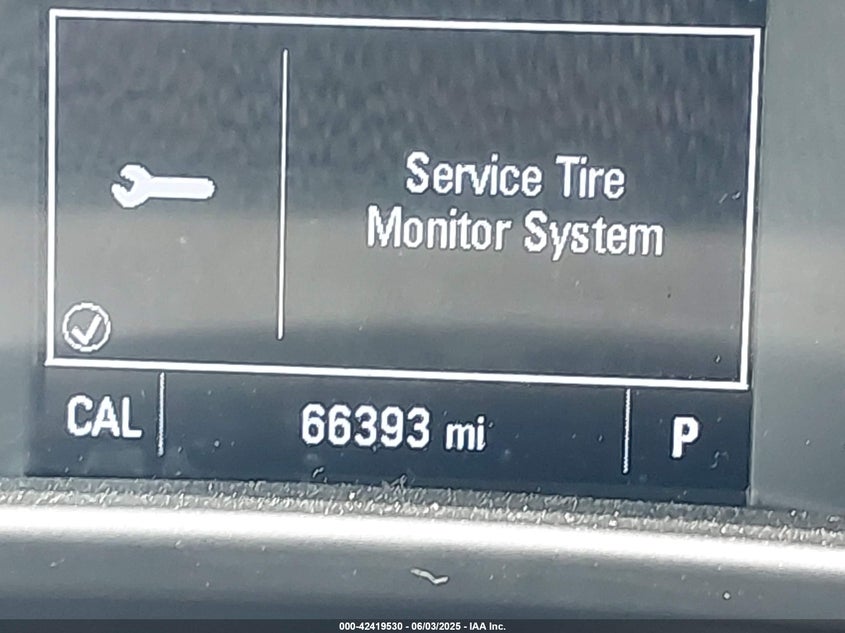 Service Tire
Monitor System
CAL 66393 mi P
000-42419530 - 06/03/2025 - IAA Inc.